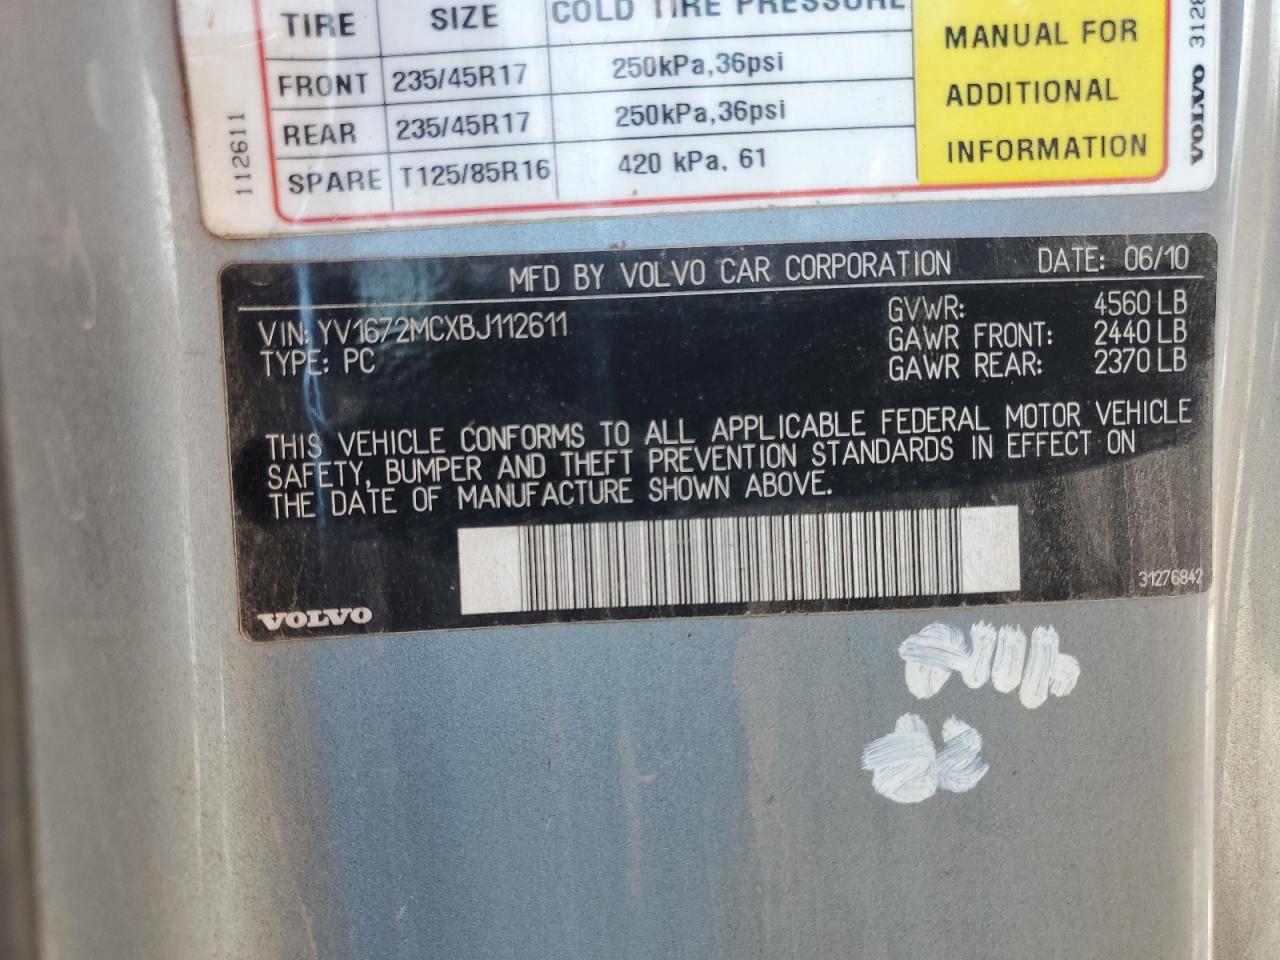 TIRE SIZE COLD TIRE PRESSURE
FRONT 235/45R17 250kPa,36psi
REAR 235/45R17 250kPa,36psi
SPARE T125/85R16 420 kPa, 61
MANUAL FOR
ADDITIONAL
INFORMATION
VOLVO 3128
112611
MFD BY VOLVO CAR CORPORATION DATE: 06/10
VIN: YV1672MCXBJ112611
TYPE: PC
GVWR: 4560 LB
GAWR FRONT: 2440 LB
GAWR REAR: 2370 LB
THIS VEHICLE CONFORMS TO ALL APPLICABLE FEDERAL MOTOR VEHICLE
SAFETY, BUMPER AND THEFT PREVENTION STANDARDS IN EFFECT ON
THE DATE OF MANUFACTURE SHOWN ABOVE.
31276842
VOLVO